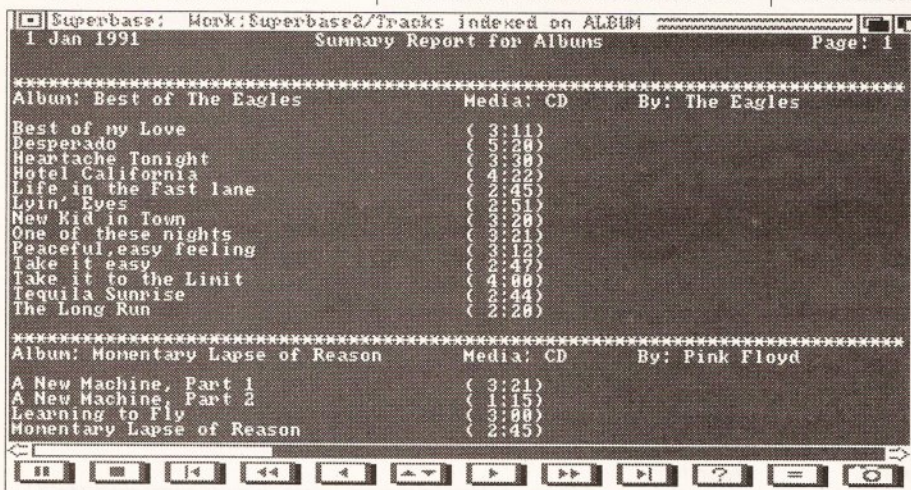 Superbase: Work:Superbase2/Tracks indexed on ALBUM
1 Jan 1991 Summary Report for Albums Page: 1
************************************************************************************
Album: Best of The Eagles Media: CD By: The Eagles
Best of my Love ( 3:11)
Desperado ( 5:20)
Heartache Tonight ( 3:30)
Hotel California ( 4:22)
Life in the Fast lane ( 2:45)
Lyin' Eyes ( 2:51)
New Kid in Town ( 3:20)
One of these nights ( 3:21)
Peaceful,easy feeling ( 3:12)
Take it easy ( 2:47)
Take it to the Limit ( 4:00)
Tequila Sunrise ( 2:44)
The Long Run ( 2:20)
************************************************************************************
Album: Momentary Lapse of Reason Media: CD By: Pink Floyd
A New Machine, Part 1 ( 3:21)
A New Machine, Part 2 ( 1:15)
Learning to Fly ( 3:00)
Momentary Lapse of Reason ( 2:45)
? =